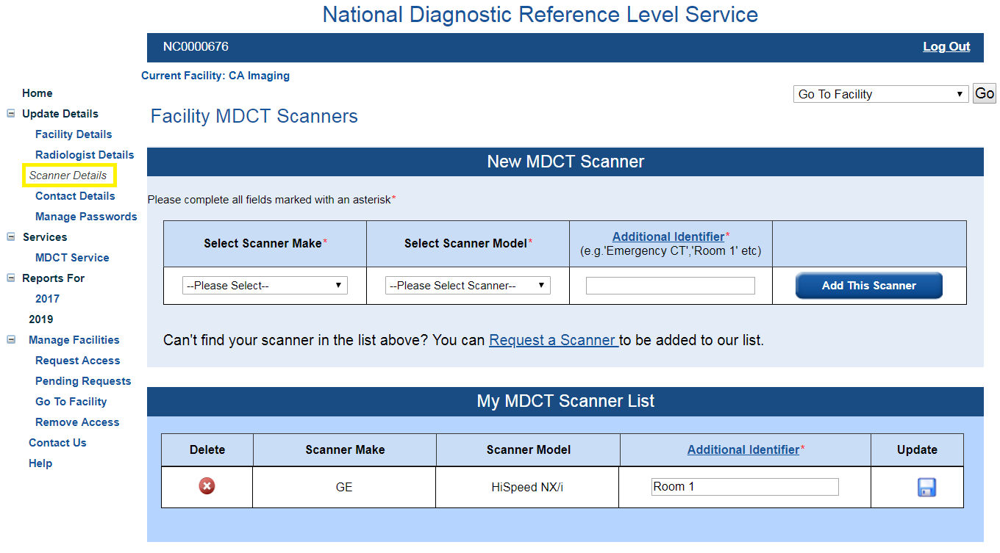 National Diagnostic Reference Level Service
NC0000676
Log Out
Current Facility: CA Imaging
Go To Facility
Go
Home
Update Details
Facility Details
Radiologist Details
Scanner Details
Contact Details
Manage Passwords
Services
MDCT Service
Reports For
2017
2019
Manage Facilities
Request Access
Pending Requests
Go To Facility
Remove Access
Contact Us
Help
Facility MDCT Scanners
New MDCT Scanner
Please complete all fields marked with an asterisk*
Select Scanner Make*
Select Scanner Model*
Additional Identifier*
(e.g.'Emergency CT','Room 1' etc)
--Please Select--
--Please Select Scanner--
Add This Scanner
Can't find your scanner in the list above? You can Request a Scanner to be added to our list.
My MDCT Scanner List
Delete
Scanner Make
Scanner Model
Additional Identifier*
Update
GE
HiSpeed NX/i
Room 1